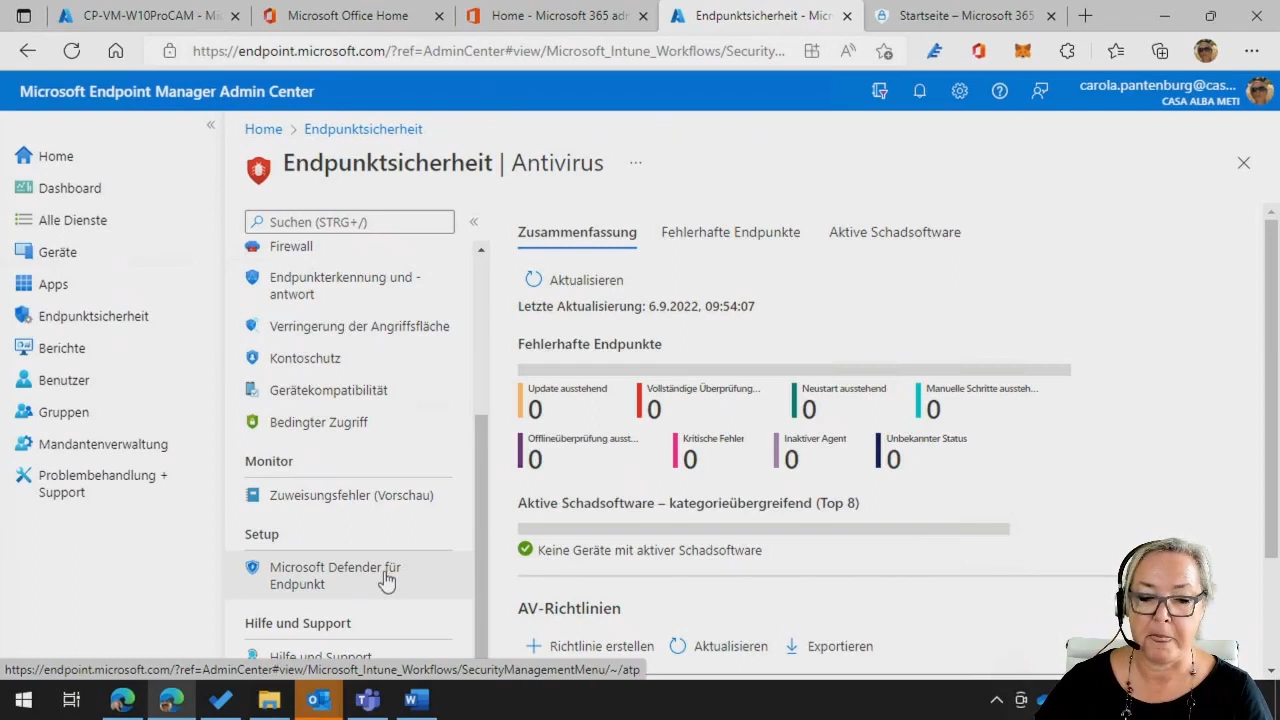 CP-VM-W10ProCAM - Mi
Microsoft Office Home
Home - Microsoft 365 adr
Endpunktsicherheit - Micr
Startseite – Microsoft 365
https://endpoint.microsoft.com/?ref=AdminCenter#view/Microsoft_Intune_Workflows/Security...
Microsoft Endpoint Manager Admin Center
carola.pantenburg@cas...
CASA ALBA METI
Home
Dashboard
Alle Dienste
Geräte
Apps
Endpunktsicherheit
Berichte
Benutzer
Gruppen
Mandantenverwaltung
Problembehandlung +
Support
Home > Endpunktsicherheit
Endpunktsicherheit | Antivirus ...
Suchen (STRG+/)
Firewall
Endpunkterkennung und -
antwort
Verringerung der Angriffsfläche
Kontoschutz
Gerätekompatibilität
Bedingter Zugriff
Monitor
Zuweisungsfehler (Vorschau)
Setup
Microsoft Defender für
Endpunkt
Hilfe und Support
Hilfe und Support
Zusammenfassung Fehlerhafte Endpunkte Aktive Schadsoftware
Aktualisieren
Letzte Aktualisierung: 6.9.2022, 09:54:07
Fehlerhafte Endpunkte
Update ausstehend
0
Vollständige Überprüfung...
0
Neustart ausstehend
0
Manuelle Schritte aussteh...
0
Offlineüberprüfung ausst...
0
Kritische Fehler
0
Inaktiver Agent
0
Unbekannter Status
0
Aktive Schadsoftware – kategorieübergreifend (Top 8)
Keine Geräte mit aktiver Schadsoftware
AV-Richtlinien
Richtlinie erstellen Aktualisieren Exportieren
https://endpoint.microsoft.com/?ref=AdminCenter#view/Microsoft_Intune_Workflows/SecurityManagementMenu/~/atp